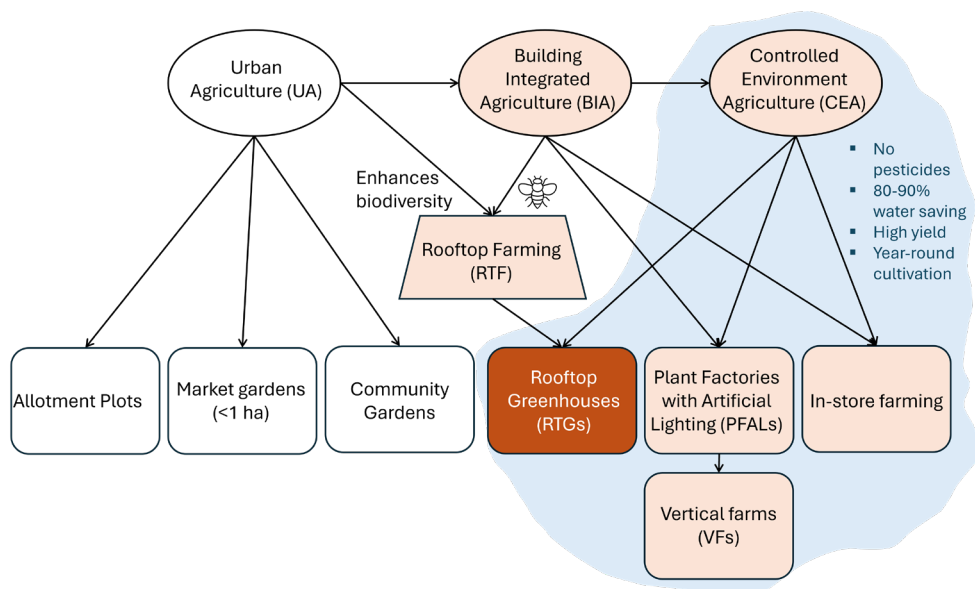 Urban
Agriculture (UA)
Building
Integrated
Agriculture (BIA)
Controlled
Environment
Agriculture (CEA)
▪ No
pesticides
▪ 80-90%
water saving
▪ High yield
▪ Year-round
cultivation
Enhances
biodiversity
Rooftop Farming
(RTF)
Allotment Plots
Market gardens
(<1 ha)
Community
Gardens
Rooftop
Greenhouses
(RTGs)
Plant Factories
with Artificial
Lighting (PFALs)
In-store farming
Vertical farms
(VFs)